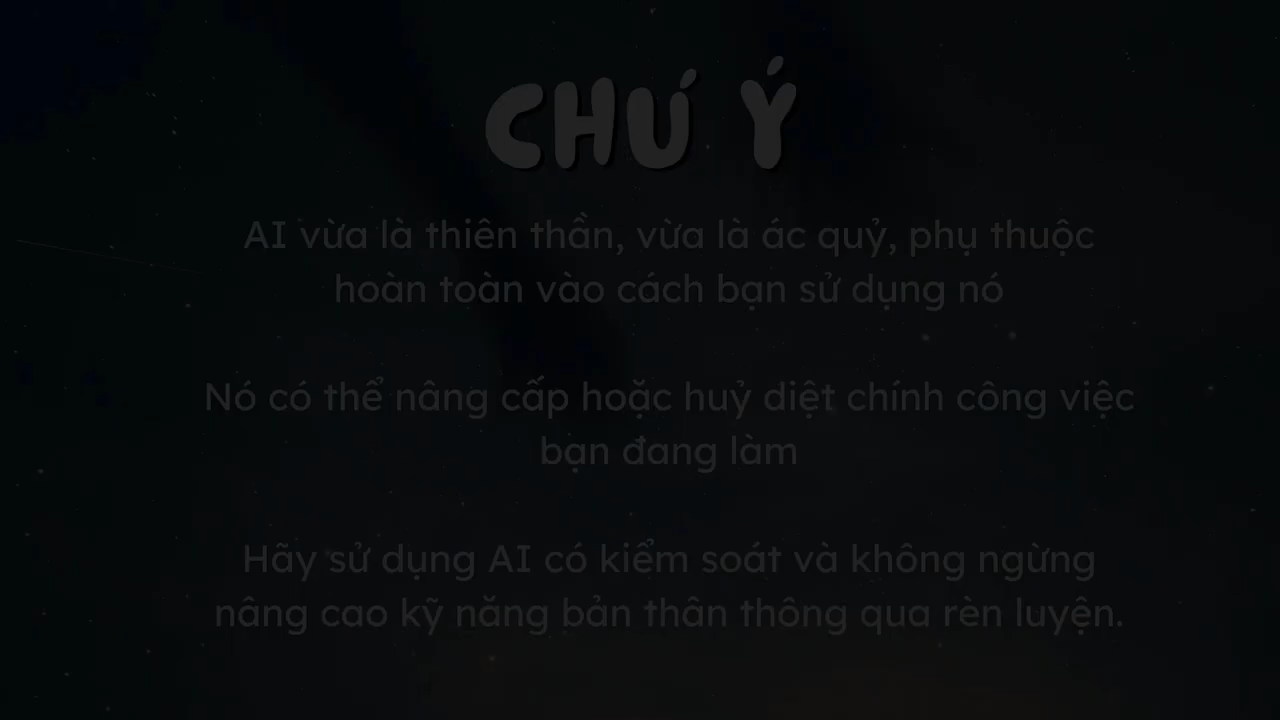 CHÚ Ý
AI vừa là thiên thần, vừa là ác quỷ, phụ thuộc
hoàn toàn vào cách bạn sử dụng nó
Nó có thể nâng cấp hoặc huỷ diệt chính công việc
bạn đang làm
Hãy sử dụng AI có kiểm soát và không ngừng
nâng cao kỹ năng bản thân thông qua rèn luyện.